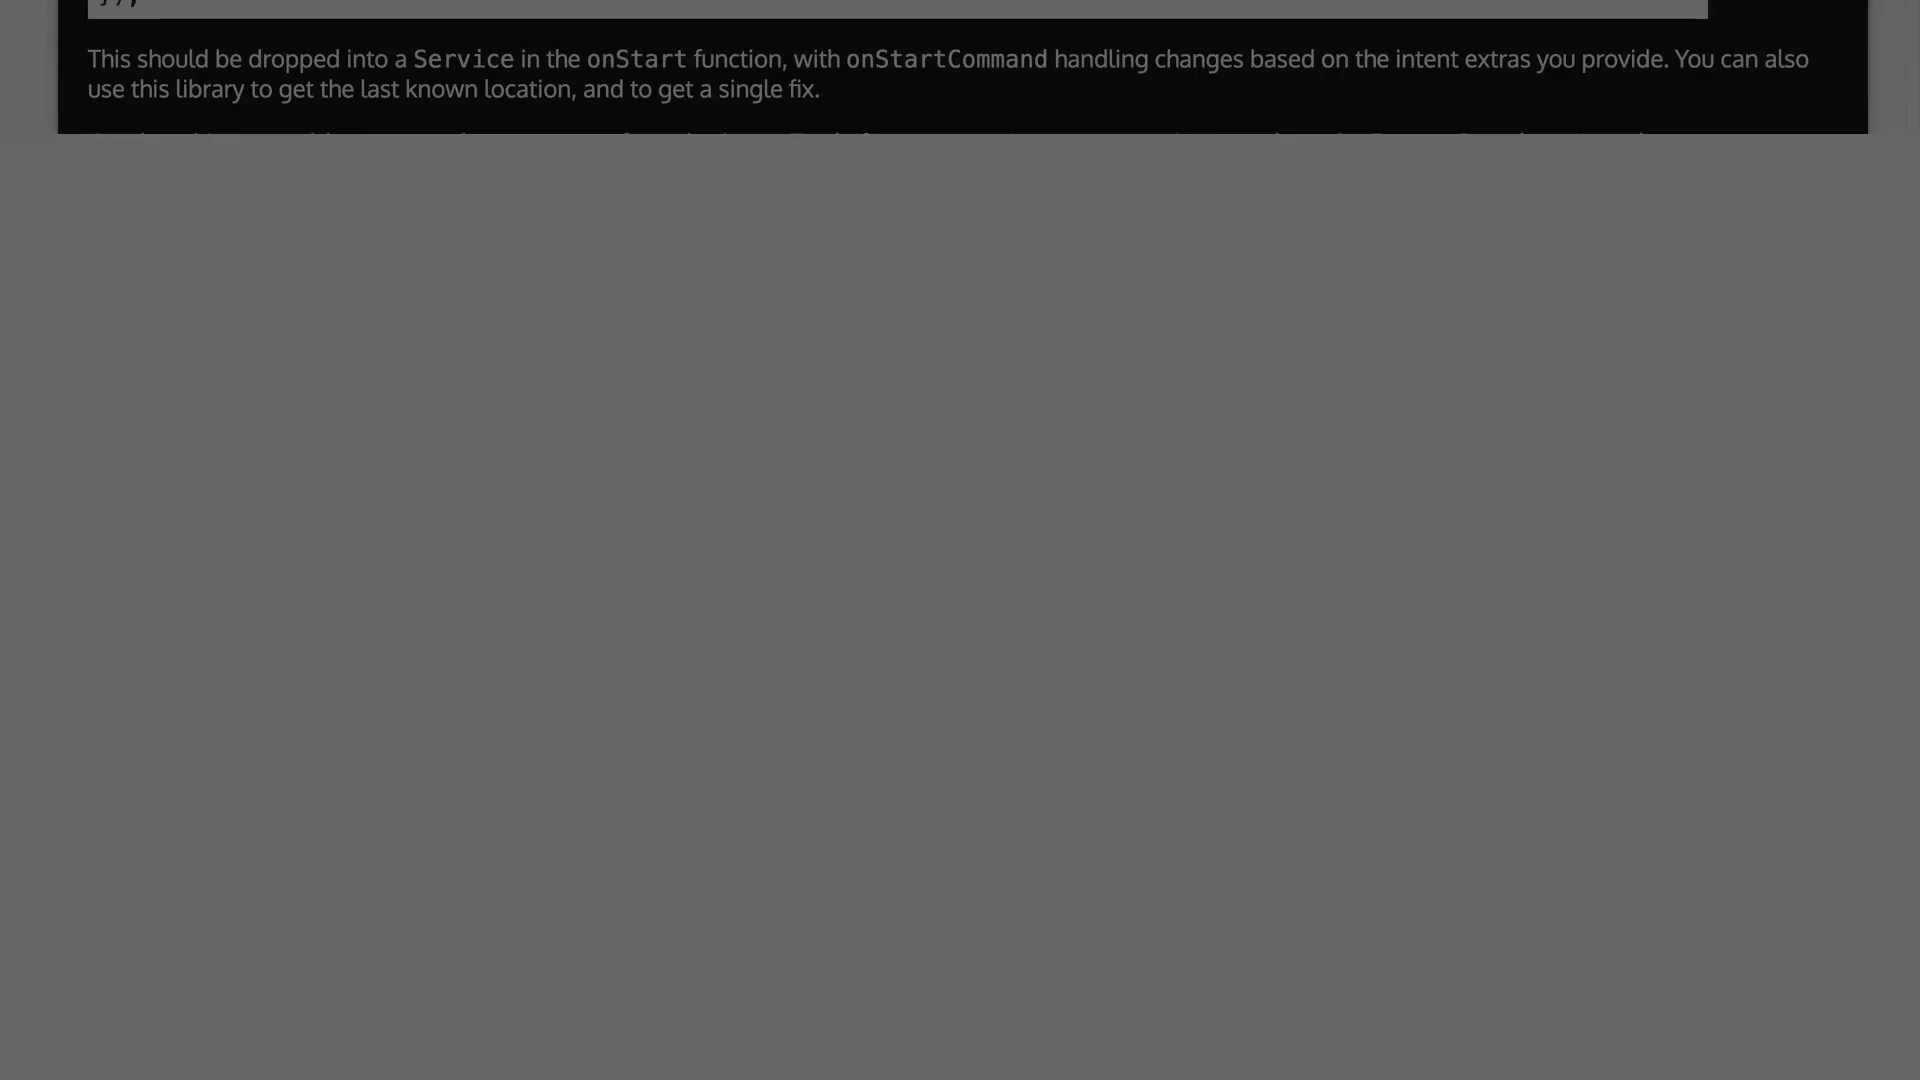 });
This should be dropped into a Service in the onStart function, with onStartCommand handling changes based on the intent extras you provide. You can also
use this library to get the last known location, and to get a single fix.